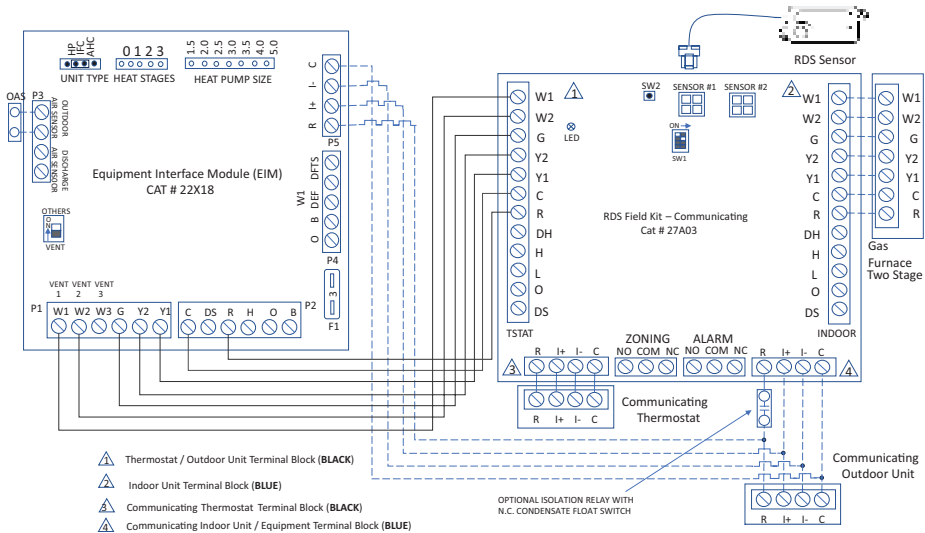 HP
IFC
AHC
UNIT TYPE
0 1 2 3
HEAT STAGES
1.5
2.0
2.5
3.0
3.5
4.0
5.0
HEAT PUMP SIZE
OAS
P3
OUTDOOR
AIR SENSOR
DISCHARGE
AIR SENSOR
Equipment Interface Module (EIM)
CAT # 22X18
OTHERS
ON
VENT
C
I-
I+
R
P5
DFTS
W1
DEF
B
O
P4
3
F1
VENT
1
VENT
2
VENT
3
P1
W1 W2 W3 G Y2 Y1
C DS R H O B
P2
RDS Sensor
1
W1
W2
G
Y2
Y1
C
R
DH
H
L
O
DS
TSTAT
LED
SW2
SENSOR #1
SENSOR #2
ON
SW1
RDS Field Kit – Communicating
Cat # 27A03
2
W1
W2
G
Y2
Y1
C
R
DH
H
L
O
DS
INDOOR
W1
W2
G
Y2
Y1
C
R
Gas
Furnace
Two Stage
3
R I+ I- C
ZONING
NO COM NC
ALARM
NO COM NC
R I+ I- C
4
R I+ I- C
Communicating
Thermostat
Communicating
Outdoor Unit
R I+ I- C
OPTIONAL ISOLATION RELAY WITH
N.C. CONDENSATE FLOAT SWITCH
1 Thermostat / Outdoor Unit Terminal Block (BLACK)
2 Indoor Unit Terminal Block (BLUE)
3 Communicating Thermostat Terminal Block (BLACK)
4 Communicating Indoor Unit / Equipment Terminal Block (BLUE)